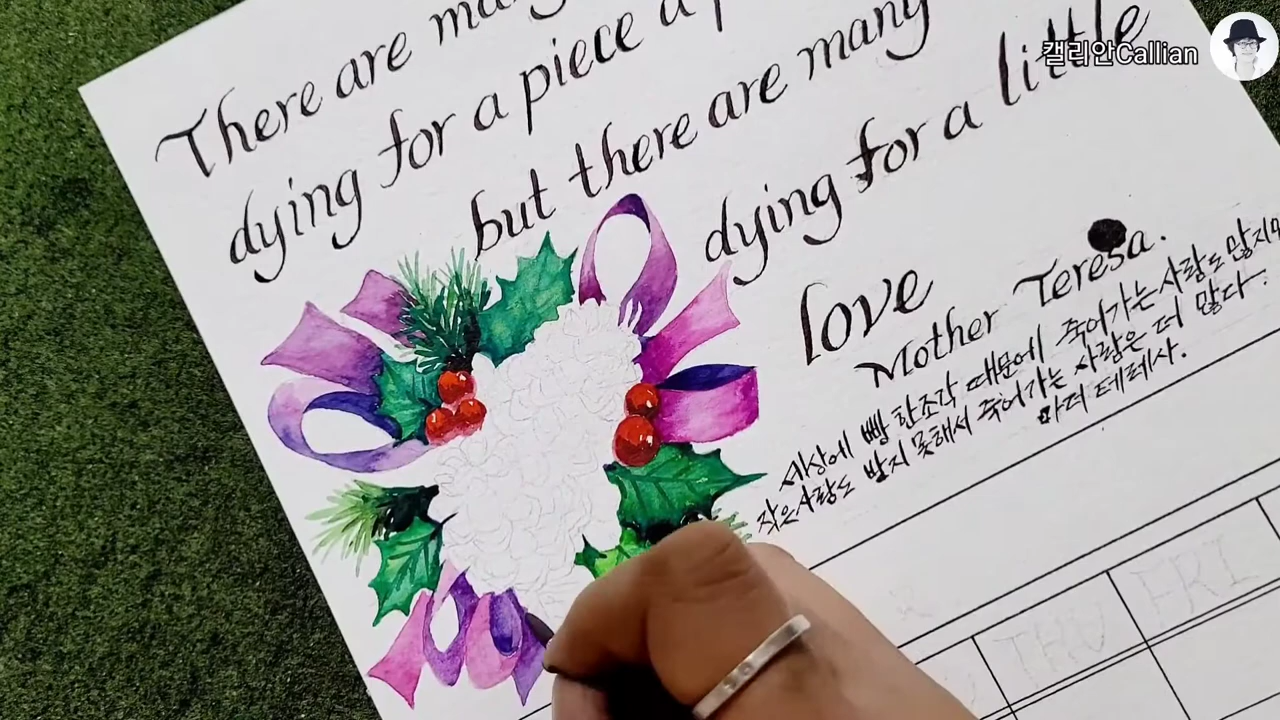 There are many
dying for a piece
but there are many
dying for a little
love
Mother Teresa.
세상에 빵 한조각 때문에 죽어가는 사람도 많지만
작은사랑도 받지 못해서 죽어가는 사람은 더 많다.
마더 테레사.
THU FRI
캘리안Callian